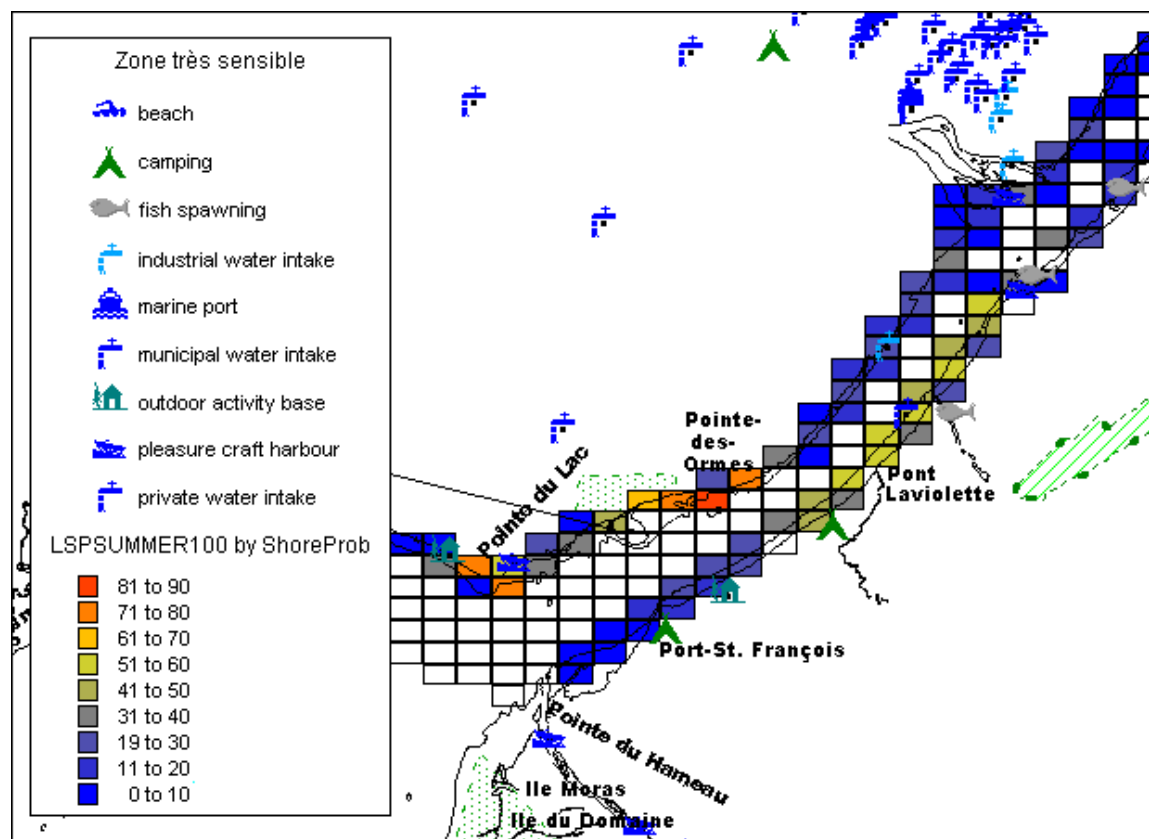 Zone très sensible
beach
camping
fish spawning
industrial water intake
marine port
municipal water intake
outdoor activity base
pleasure craft harbour
private water intake
LSPSUMMER100 by ShoreProb
81 to 90
71 to 80
61 to 70
51 to 60
41 to 50
31 to 40
19 to 30
11 to 20
0 to 10
Pointe du Lac
Pointe-
des-
Ormes
Pont
Laviolette
Port-St. François
Pointe du Hameau
Ile Moras
Ile du Domaine